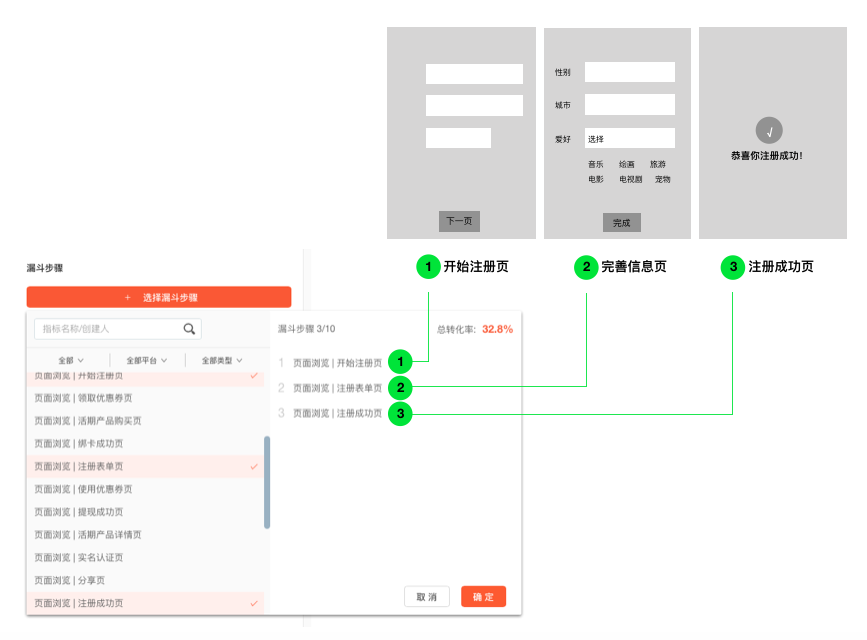 性别
城市
爱好 选择
音乐 绘画 旅游
电影 电视剧 宠物
下一页
完成
√
恭喜你注册成功!
1 开始注册页
2 完善信息页
3 注册成功页
漏斗步骤
+ 选择漏斗步骤
指标名称/创建人
全部 全部平台 全部类型
页面浏览 | 开始注册页
页面浏览 | 领取优惠券页
页面浏览 | 活期产品购买页
页面浏览 | 绑卡成功页
页面浏览 | 注册表单页
页面浏览 | 使用优惠券页
页面浏览 | 提现成功页
页面浏览 | 活期产品详情页
页面浏览 | 实名认证页
页面浏览 | 分享页
页面浏览 | 注册成功页
漏斗步骤 3/10 总转化率: 32.8%
1 页面浏览 | 开始注册页 1
2 页面浏览 | 注册表单页 2
3 页面浏览 | 注册成功页 3
取消 确定